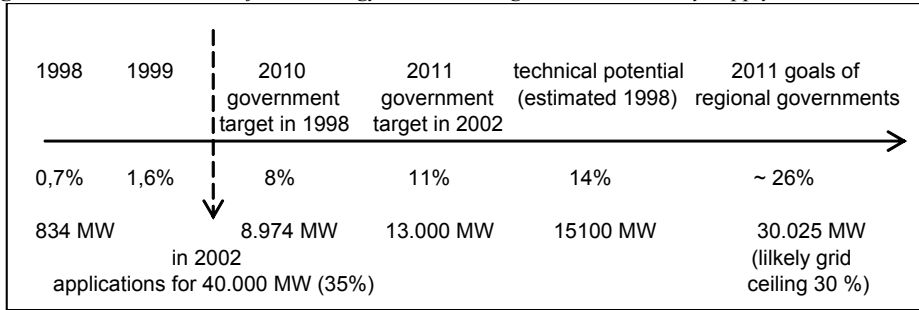 1998 1999 2010 2011 technical potential 2011 goals of
government government (estimated 1998) regional governments
target in 1998 target in 2002
0,7% 1,6% 8% 11% 14% ~ 26%
834 MW 8.974 MW 13.000 MW 15100 MW 30.025 MW
in 2002 (lilkely grid
applications for 40.000 MW (35%) ceiling 30 %)